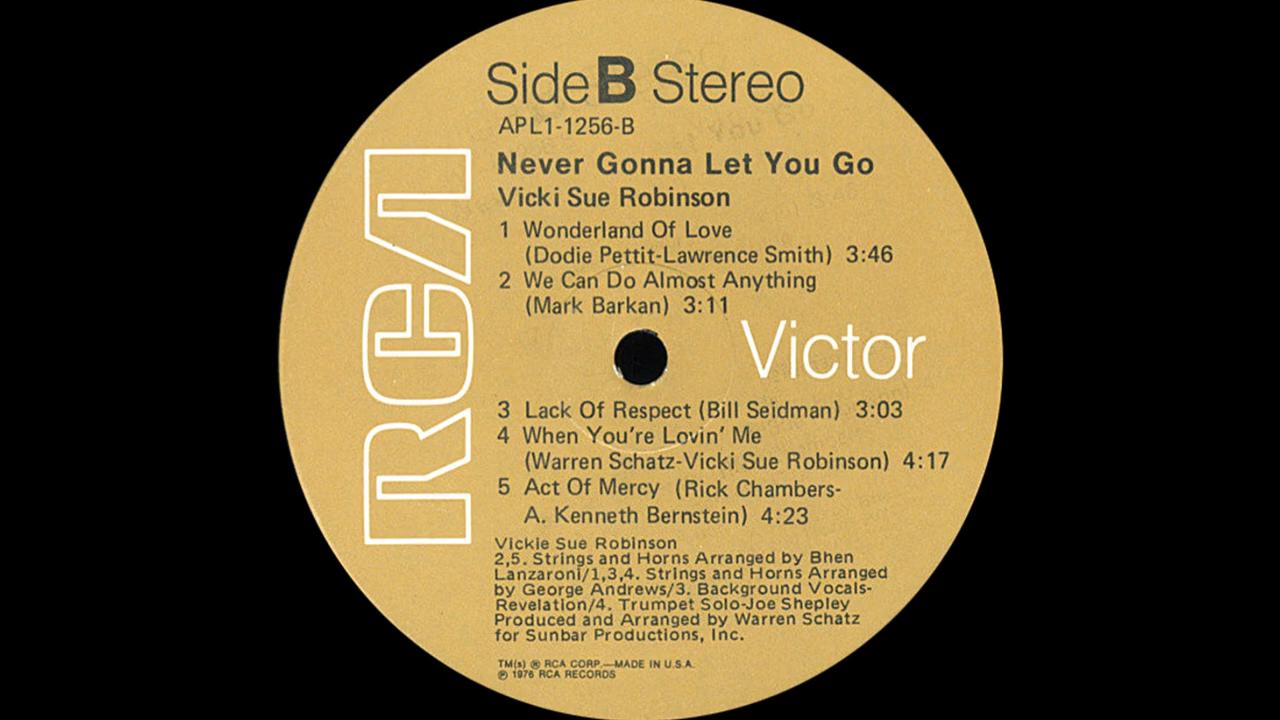 Side B Stereo
APL1-1256-B
Never Gonna Let You Go
Vicki Sue Robinson
1 Wonderland Of Love
(Dodie Pettit-Lawrence Smith) 3:46
2 We Can Do Almost Anything
(Mark Barkan) 3:11
RCA
Victor
3 Lack Of Respect (Bill Seidman) 3:03
4 When You're Lovin' Me
(Warren Schatz-Vicki Sue Robinson) 4:17
5 Act Of Mercy (Rick Chambers-
A. Kenneth Bernstein) 4:23
Vickie Sue Robinson
2,5. Strings and Horns Arranged by Bhen
Lanzaroni/1,3,4. Strings and Horns Arranged
by George Andrews/3. Background Vocals-
Revelation/4. Trumpet Solo-Joe Shepley
Produced and Arranged by Warren Schatz
for Sunbar Productions, Inc.
TM(s) ® RCA CORP.—MADE IN U.S.A.
℗ 1976 RCA RECORDS